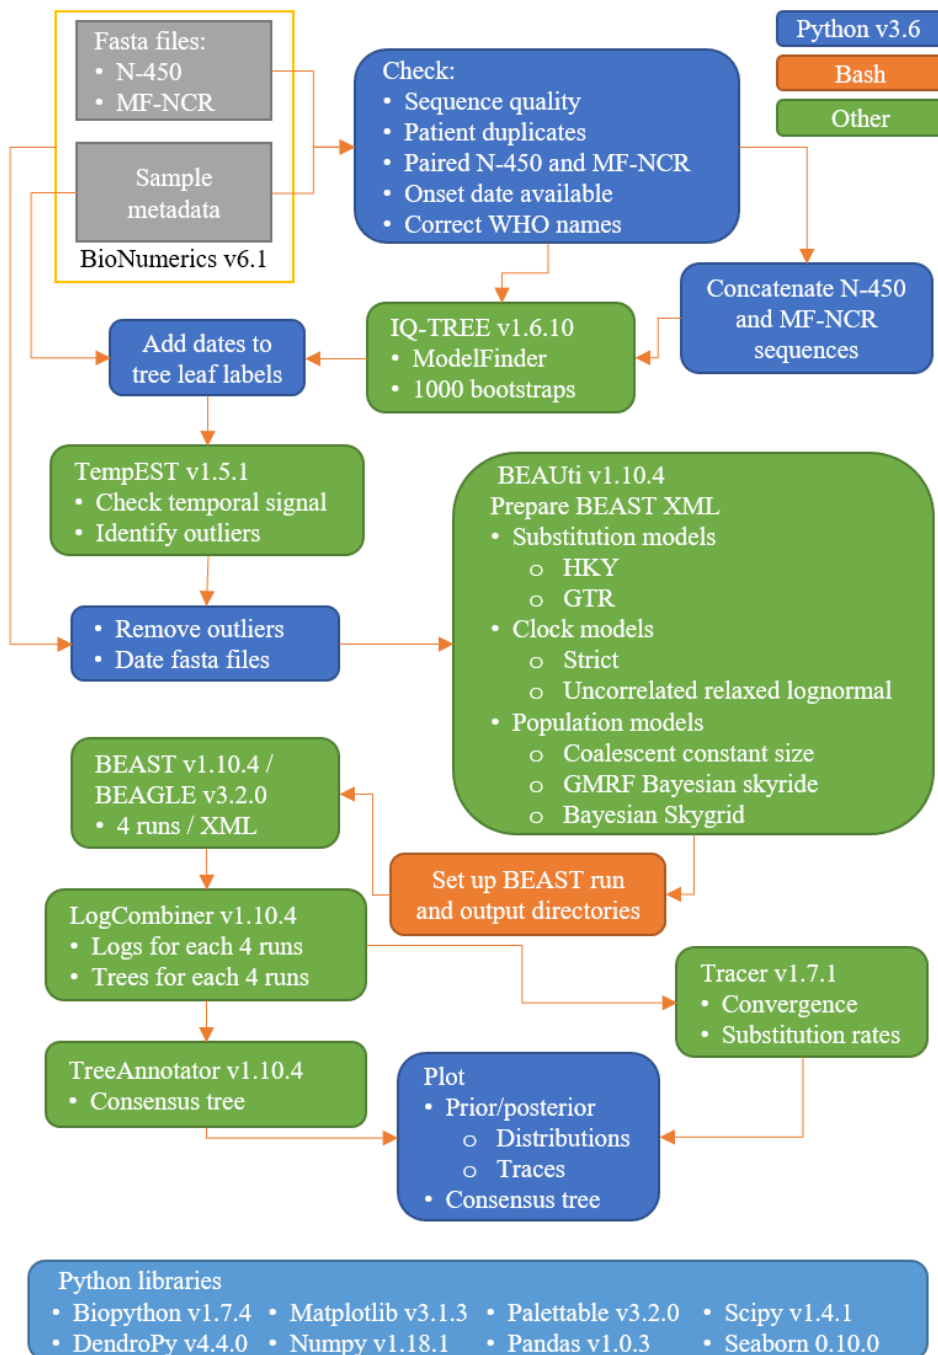 Fasta files:
• N-450
• MF-NCR
Sample
metadata
BioNumerics v6.1
Check:
• Sequence quality
• Patient duplicates
• Paired N-450 and MF-NCR
• Onset date available
• Correct WHO names
Python v3.6
Bash
Other
Concatenate N-450
and MF-NCR
sequences
IQ-TREE v1.6.10
• ModelFinder
• 1000 bootstraps
Add dates to
tree leaf labels
TempEST v1.5.1
• Check temporal signal
• Identify outliers
• Remove outliers
• Date fasta files
BEAUti v1.10.4
Prepare BEAST XML
• Substitution models
o HKY
o GTR
• Clock models
o Strict
o Uncorrelated relaxed lognormal
• Population models
o Coalescent constant size
o GMRF Bayesian skyride
o Bayesian Skygrid
Set up BEAST run
and output directories
BEAST v1.10.4 /
BEAGLE v3.2.0
• 4 runs / XML
LogCombiner v1.10.4
• Logs for each 4 runs
• Trees for each 4 runs
Tracer v1.7.1
• Convergence
• Substitution rates
TreeAnnotator v1.10.4
• Consensus tree
Plot
• Prior/posterior
o Distributions
o Traces
• Consensus tree
Python libraries
• Biopython v1.7.4 • Matplotlib v3.1.3 • Palettable v3.2.0 • Scipy v1.4.1
• DendroPy v4.4.0 • Numpy v1.18.1 • Pandas v1.0.3 • Seaborn 0.10.0